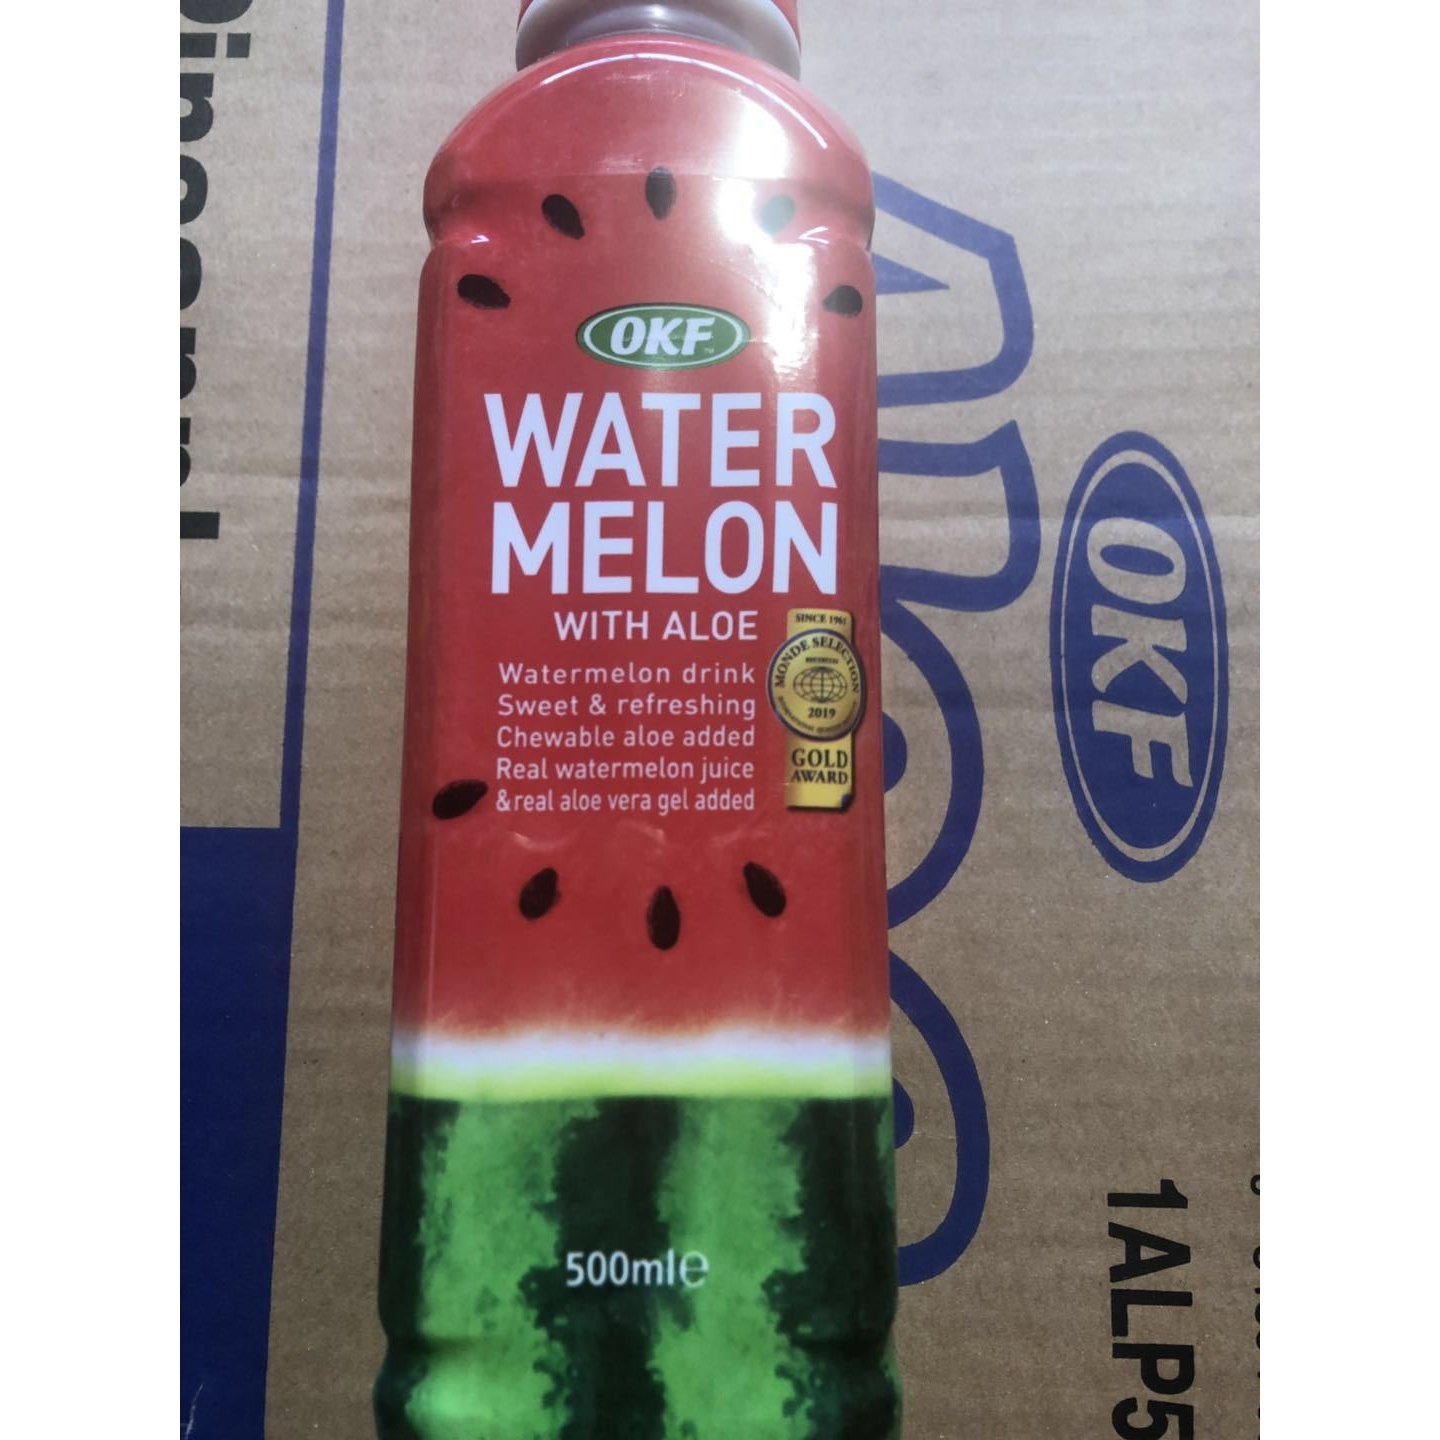 OKF
WATER
MELON
WITH ALOE
Watermelon drink
Sweet & refreshing
Chewable aloe added
Real watermelon juice
&real aloe vera gel added
SINCE 1961
MONDE SELECTION
2019
GOLD
AWARD
500ml℮
OKF
1ALP5